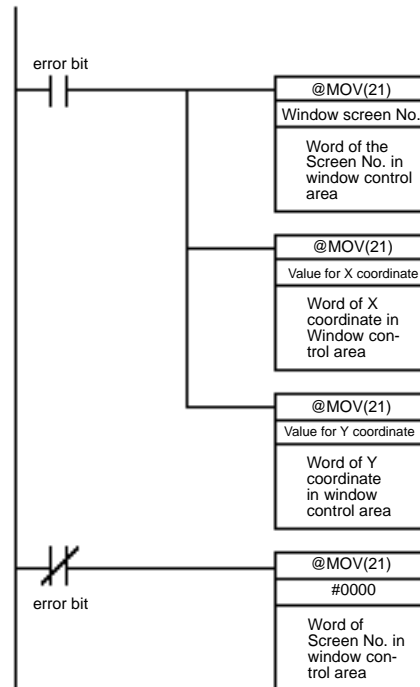 error bit
@MOV(21)
Window screen No.
Word of the
Screen No. in
window control
area
@MOV(21)
Value for X coordinate
Word of X
coordinate in
Window con-
trol area
@MOV(21)
Value for Y coordinate
Word of Y
coordinate
in window
control area
error bit
@MOV(21)
#0000
Word of
Screen No. in
window con-
trol area